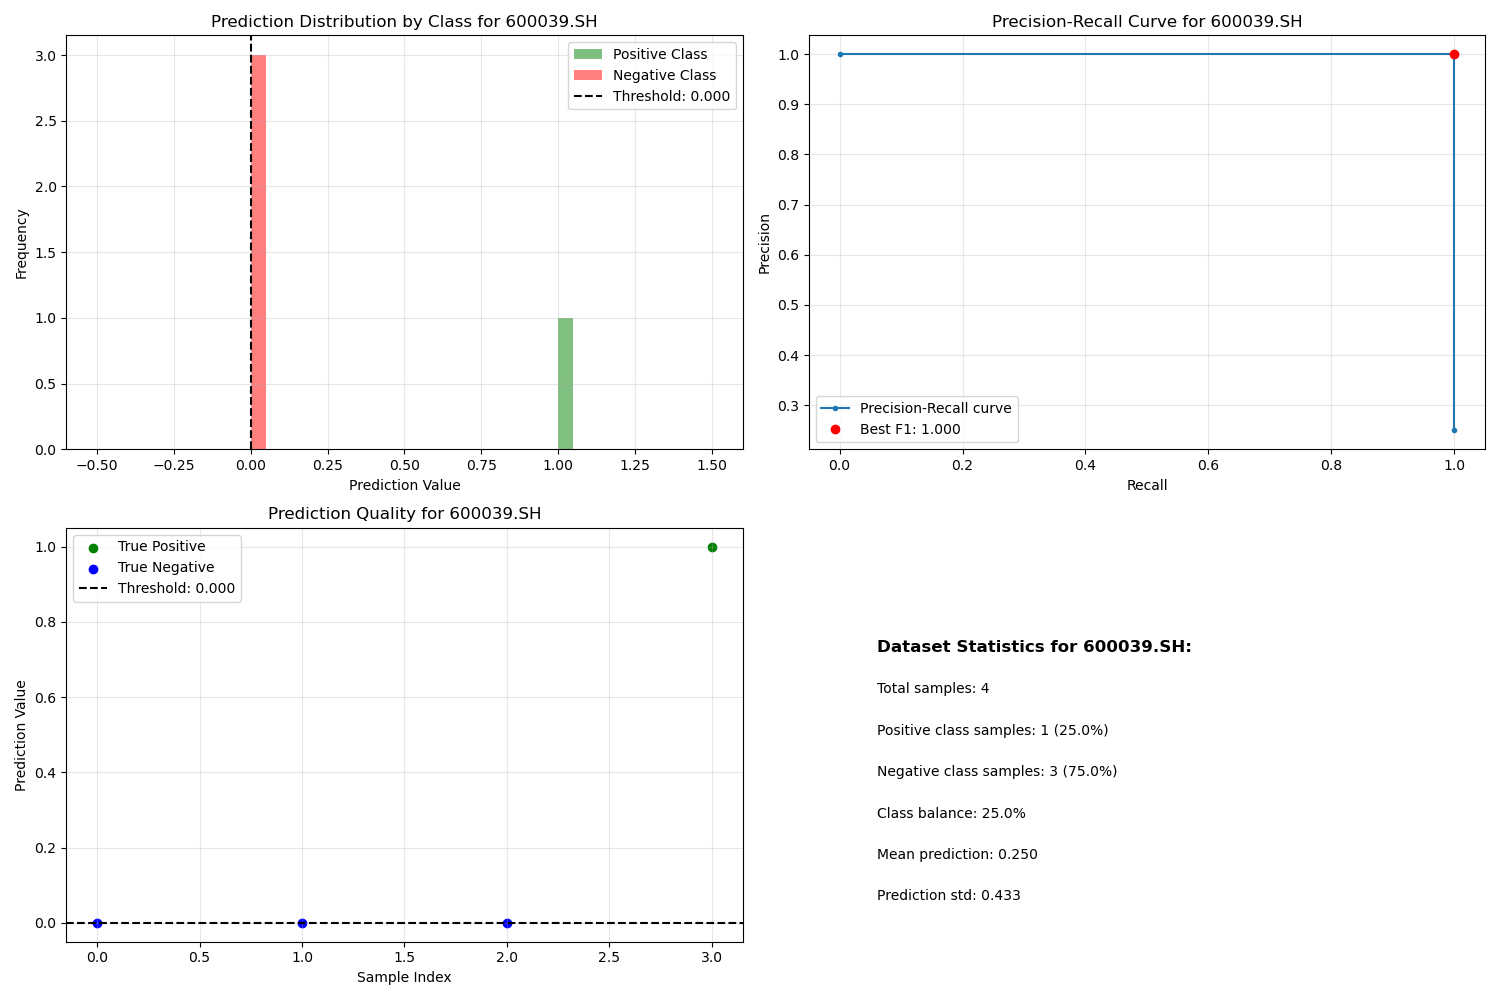 Prediction Distribution by Class for 600039.SH
Frequency
3.0
2.5
2.0
1.5
1.0
0.5
0.0
−0.50
−0.25
0.00
0.25
0.50
0.75
1.00
1.25
1.50
Prediction Value
Positive Class
Negative Class
Threshold: 0.000
Precision-Recall Curve for 600039.SH
Precision
1.0
0.9
0.8
0.7
0.6
0.5
0.4
0.3
0.0
0.2
0.4
0.6
0.8
1.0
Recall
Precision-Recall curve
Best F1: 1.000
Prediction Quality for 600039.SH
Prediction Value
1.0
0.8
0.6
0.4
0.2
0.0
0.0
0.5
1.0
1.5
2.0
2.5
3.0
Sample Index
True Positive
True Negative
Threshold: 0.000
Dataset Statistics for 600039.SH:
Total samples: 4
Positive class samples: 1 (25.0%)
Negative class samples: 3 (75.0%)
Class balance: 25.0%
Mean prediction: 0.250
Prediction std: 0.433